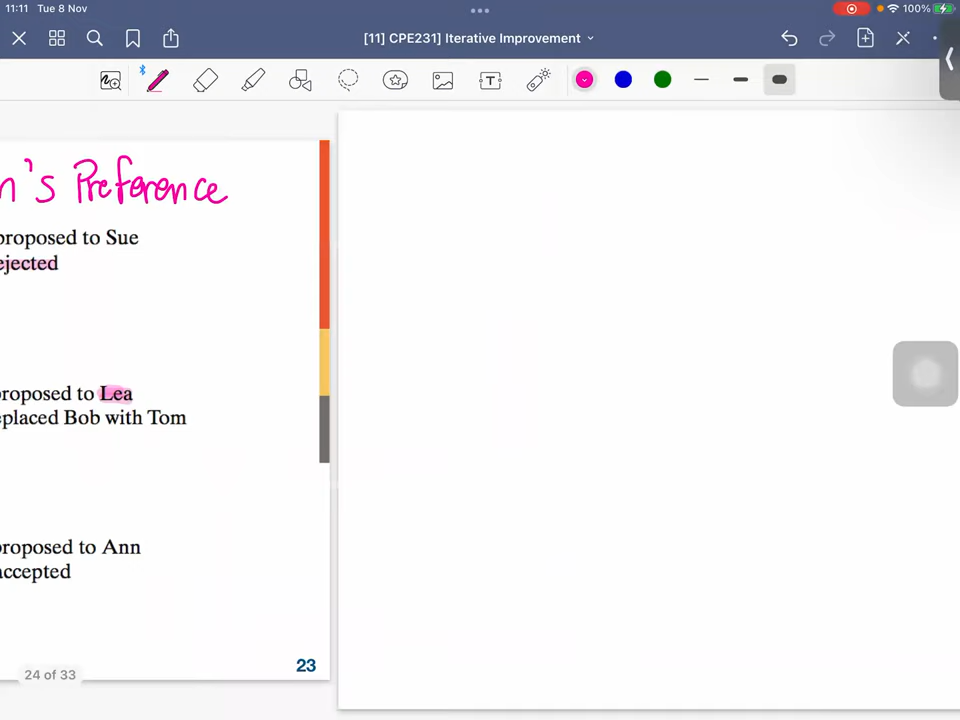 11:11 Tue 8 Nov
100%
[11] CPE231] Iterative Improvement
T
's Preference
proposed to Sue
ejected
proposed to Lea
eplaced Bob with Tom
proposed to Ann
accepted
23
24 of 33